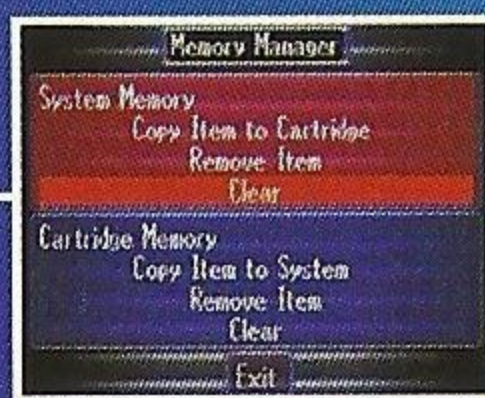 Memory Manager
System Memory
Copy Item to Cartridge
Remove Item
Clear
Cartridge Memory
Copy Item to System
Remove Item
Clear
Exit